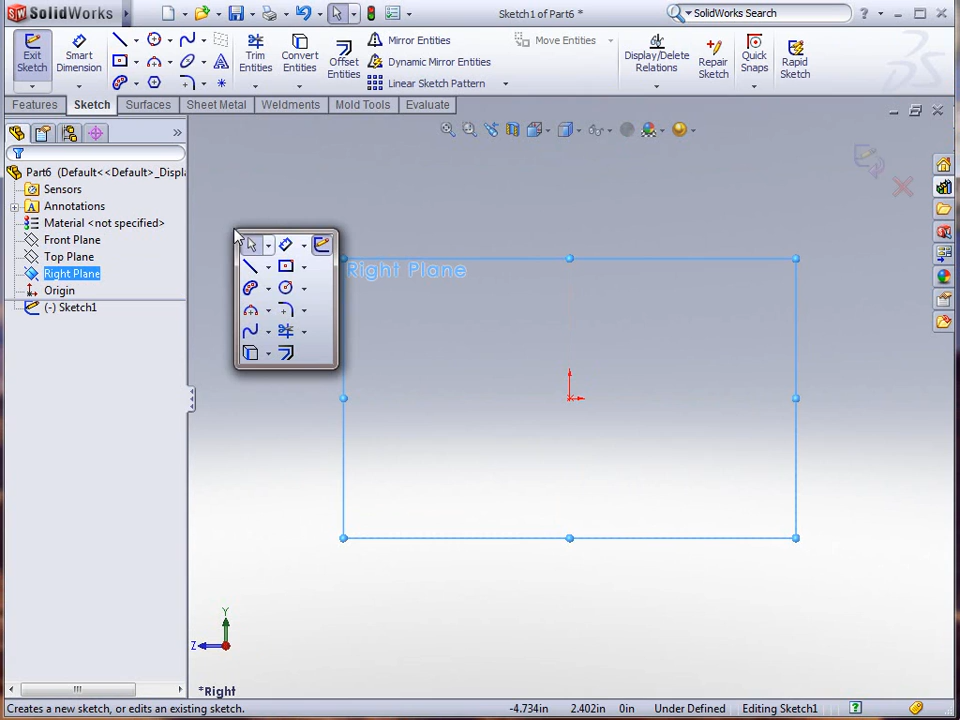 SolidWorks
Sketch1 of Part6 *
SolidWorks Search
Exit Sketch
Smart Dimension
Trim Entities
Convert Entities
Offset Entities
Mirror Entities
Dynamic Mirror Entities
Linear Sketch Pattern
Move Entities
Display/Delete Relations
Repair Sketch
Quick Snaps
Rapid Sketch
Features
Sketch
Surfaces
Sheet Metal
Weldments
Mold Tools
Evaluate
Part6 (Default<<Default>_Displa
Sensors
Annotations
Material <not specified>
Front Plane
Top Plane
Right Plane
Origin
(-) Sketch1
Right Plane
Y
Z
*Right
Creates a new sketch, or edits an existing sketch.
-4.734in
2.402in
0in
Under Defined
Editing Sketch1